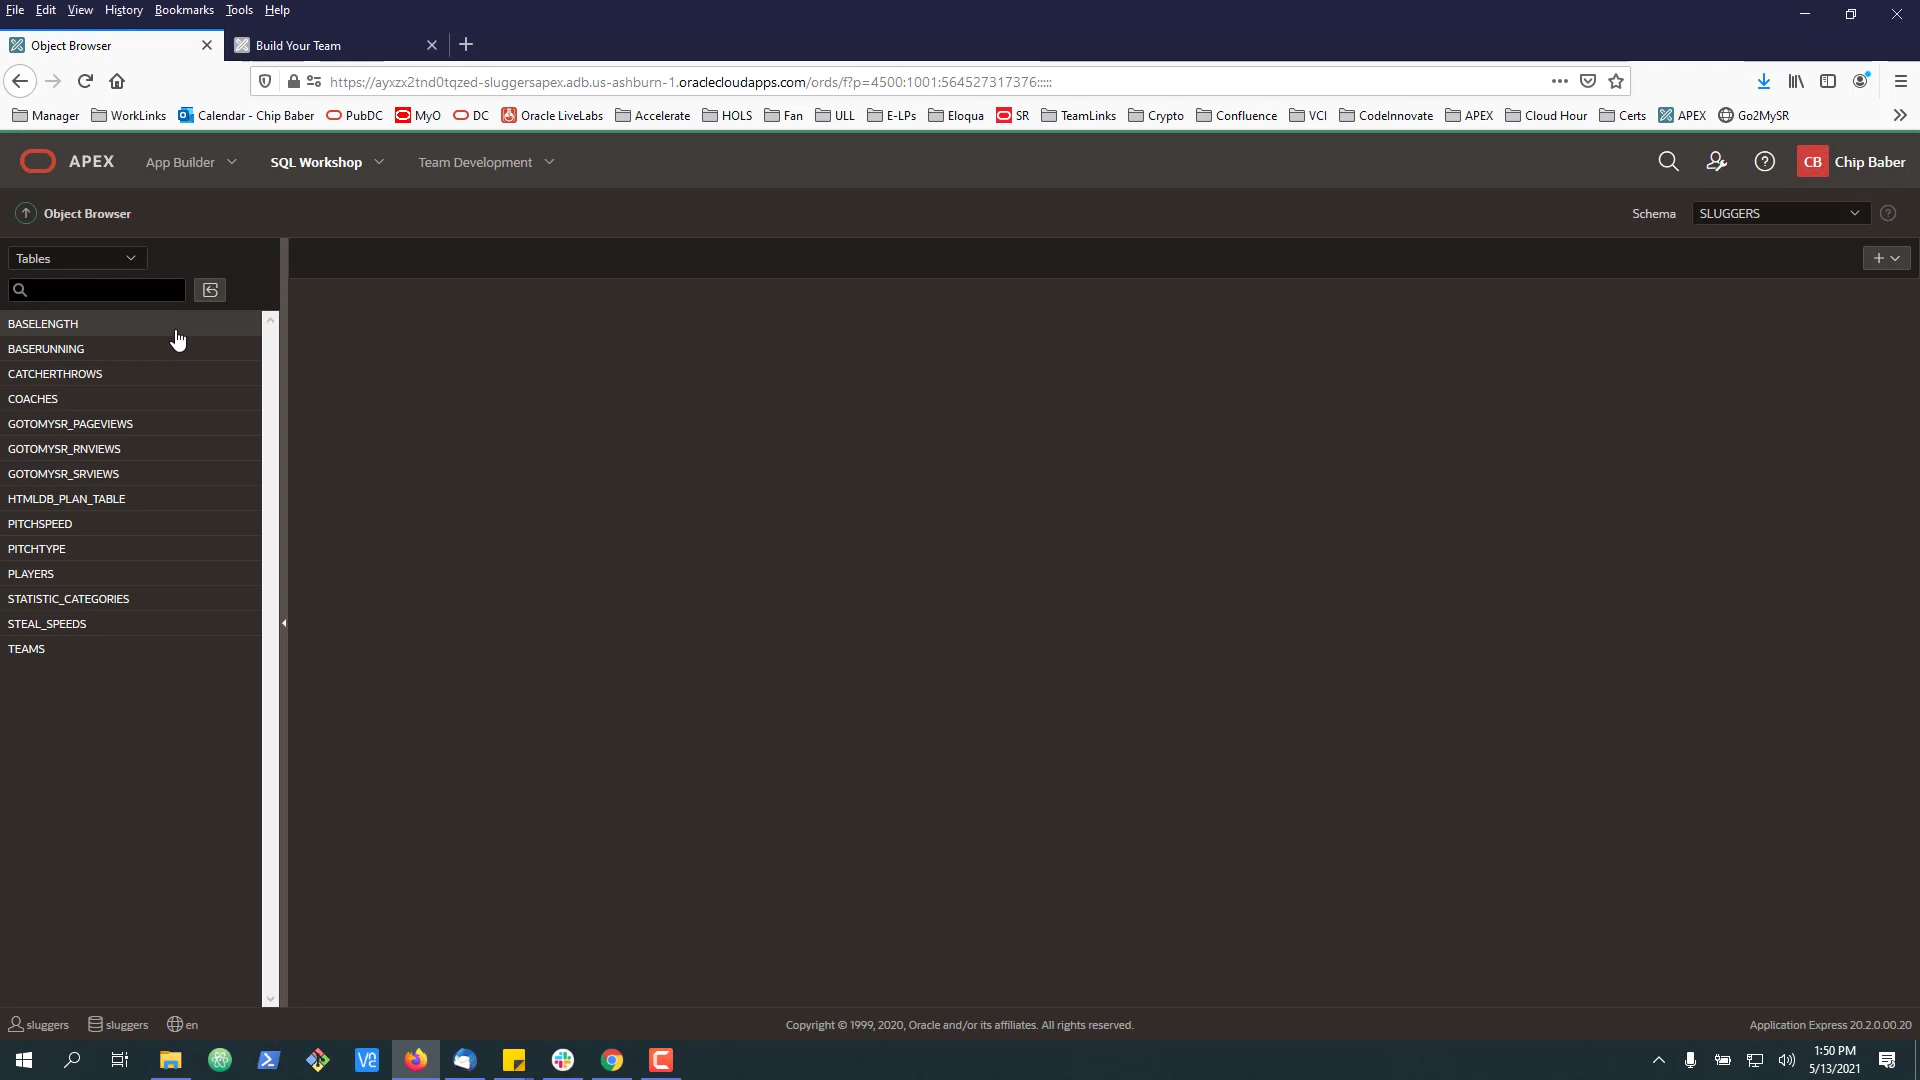 File Edit View History Bookmarks Tools Help
Object Browser
Build Your Team
https://ayxzx2tnd0tqzed-sluggersapex.adb.us-ashburn-1.oraclecloudapps.com/ords/f?p=4500:1001:564527317376:::::
Manager WorkLinks Calendar - Chip Baber PubDC MyO DC Oracle LiveLabs Accelerate HOLS Fan ULL E-LPs Eloqua SR TeamLinks Crypto Confluence VCI CodeInnovate APEX Cloud Hour Certs APEX Go2MySR
APEX App Builder SQL Workshop Team Development CB Chip Baber
Object Browser Schema SLUGGERS
Tables
BASELENGTH
BASERUNNING
CATCHERTHROWS
COACHES
GOTOMYSR_PAGEVIEWS
GOTOMYSR_RNVIEWS
GOTOMYSR_SRVIEWS
HTMLDB_PLAN_TABLE
PITCHSPEED
PITCHTYPE
PLAYERS
STATISTIC_CATEGORIES
STEAL_SPEEDS
TEAMS
sluggers sluggers en Copyright © 1999, 2020, Oracle and/or its affiliates. All rights reserved. Application Express 20.2.0.00.20
1:50 PM
5/13/2021